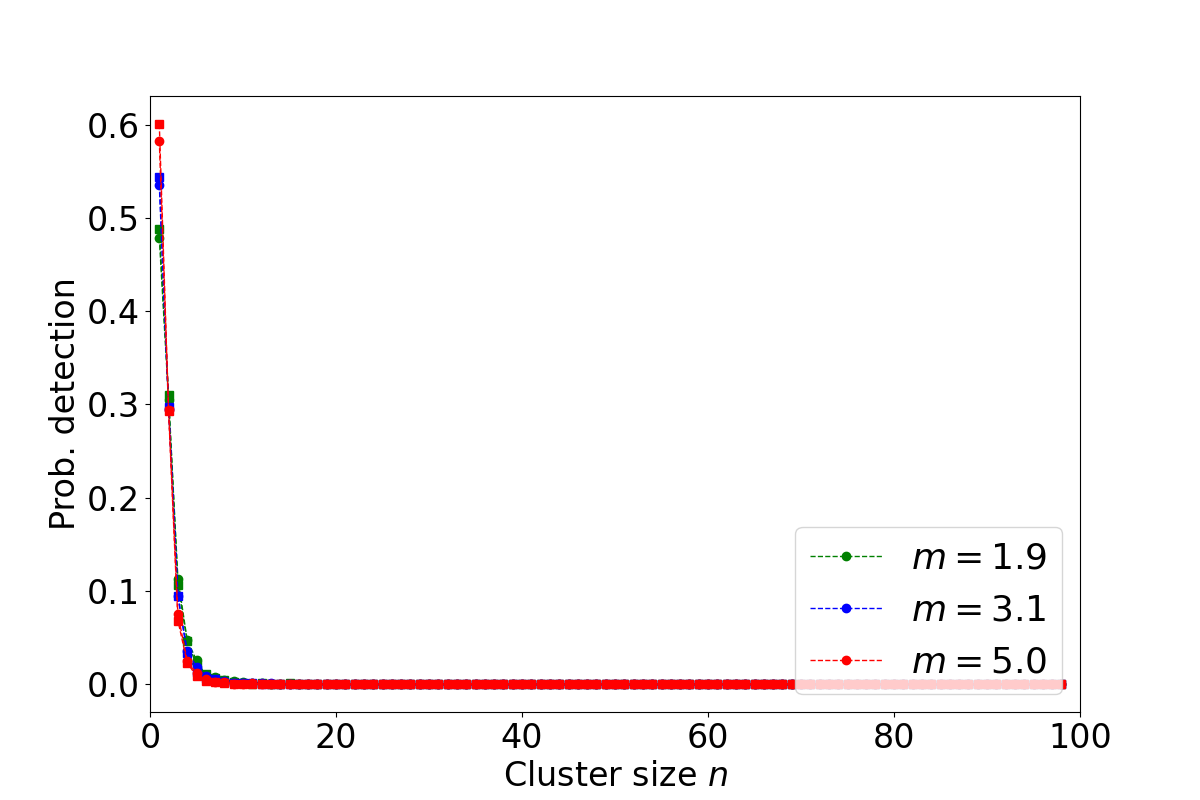 0.6
0.5
0.4
0.3
0.2
0.1
0.0
Prob. detection
m = 1.9
m = 3.1
m = 5.0
0 20 40 60 80 100
Cluster size n